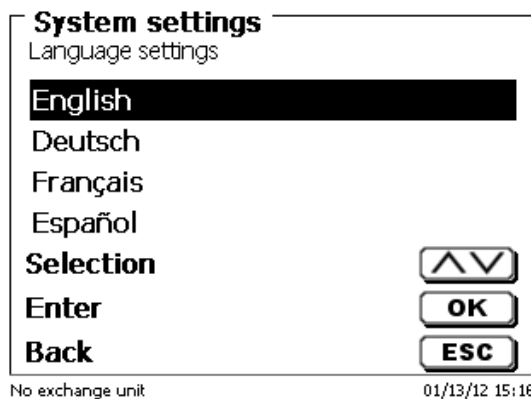 System settings
Language settings
English
Deutsch
Français
Español
Selection
Enter OK
Back ESC
No exchange unit 01/13/12 15:16